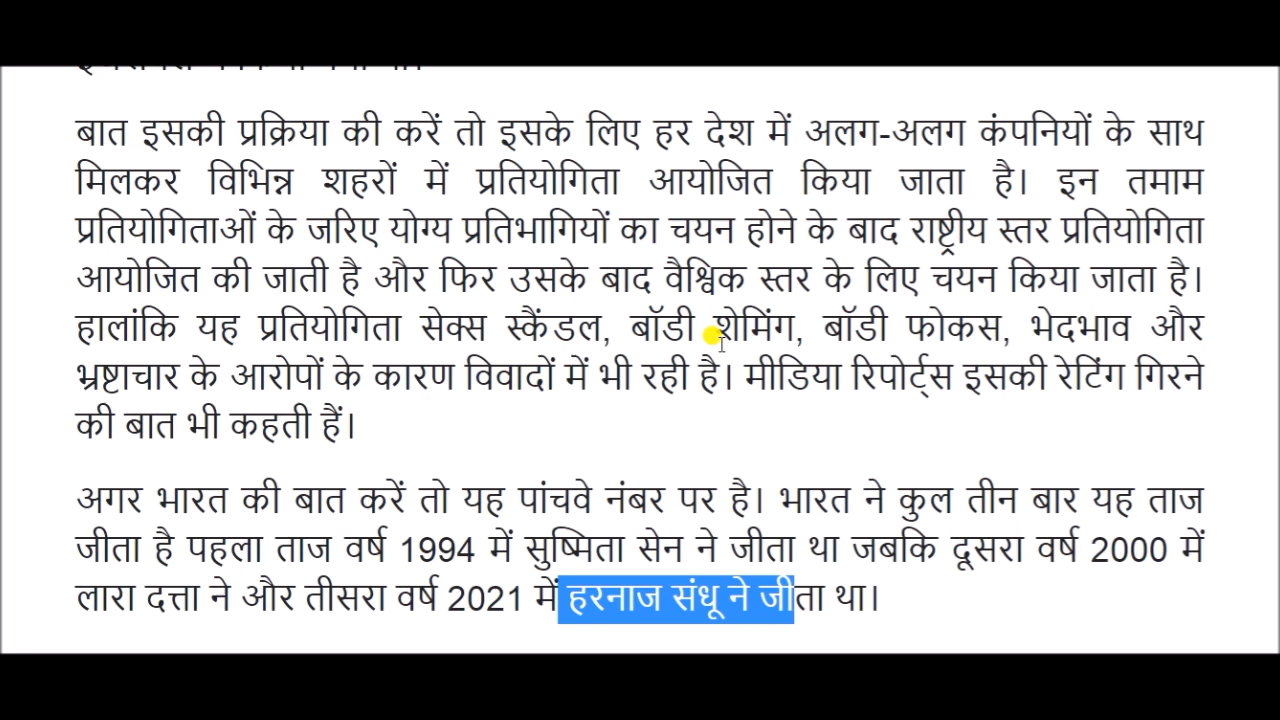 बात इसकी प्रक्रिया की करें तो इसके लिए हर देश में अलग-अलग कंपनियों के साथ
मिलकर विभिन्न शहरों में प्रतियोगिता आयोजित किया जाता है। इन तमाम
प्रतियोगिताओं के जरिए योग्य प्रतिभागियों का चयन होने के बाद राष्ट्रीय स्तर प्रतियोगिता
आयोजित की जाती है और फिर उसके बाद वैश्विक स्तर के लिए चयन किया जाता है।
हालांकि यह प्रतियोगिता सेक्स स्कैंडल, बॉडी शेमिंग, बॉडी फोकस, भेदभाव और
भ्रष्टाचार के आरोपों के कारण विवादों में भी रही है। मीडिया रिपोर्ट्स इसकी रेटिंग गिरने
की बात भी कहती हैं।
अगर भारत की बात करें तो यह पांचवे नंबर पर है। भारत ने कुल तीन बार यह ताज
जीता है पहला ताज वर्ष 1994 में सुष्मिता सेन ने जीता था जबकि दूसरा वर्ष 2000 में
लारा दत्ता ने और तीसरा वर्ष 2021 में हरनाज संधू ने जीता था।